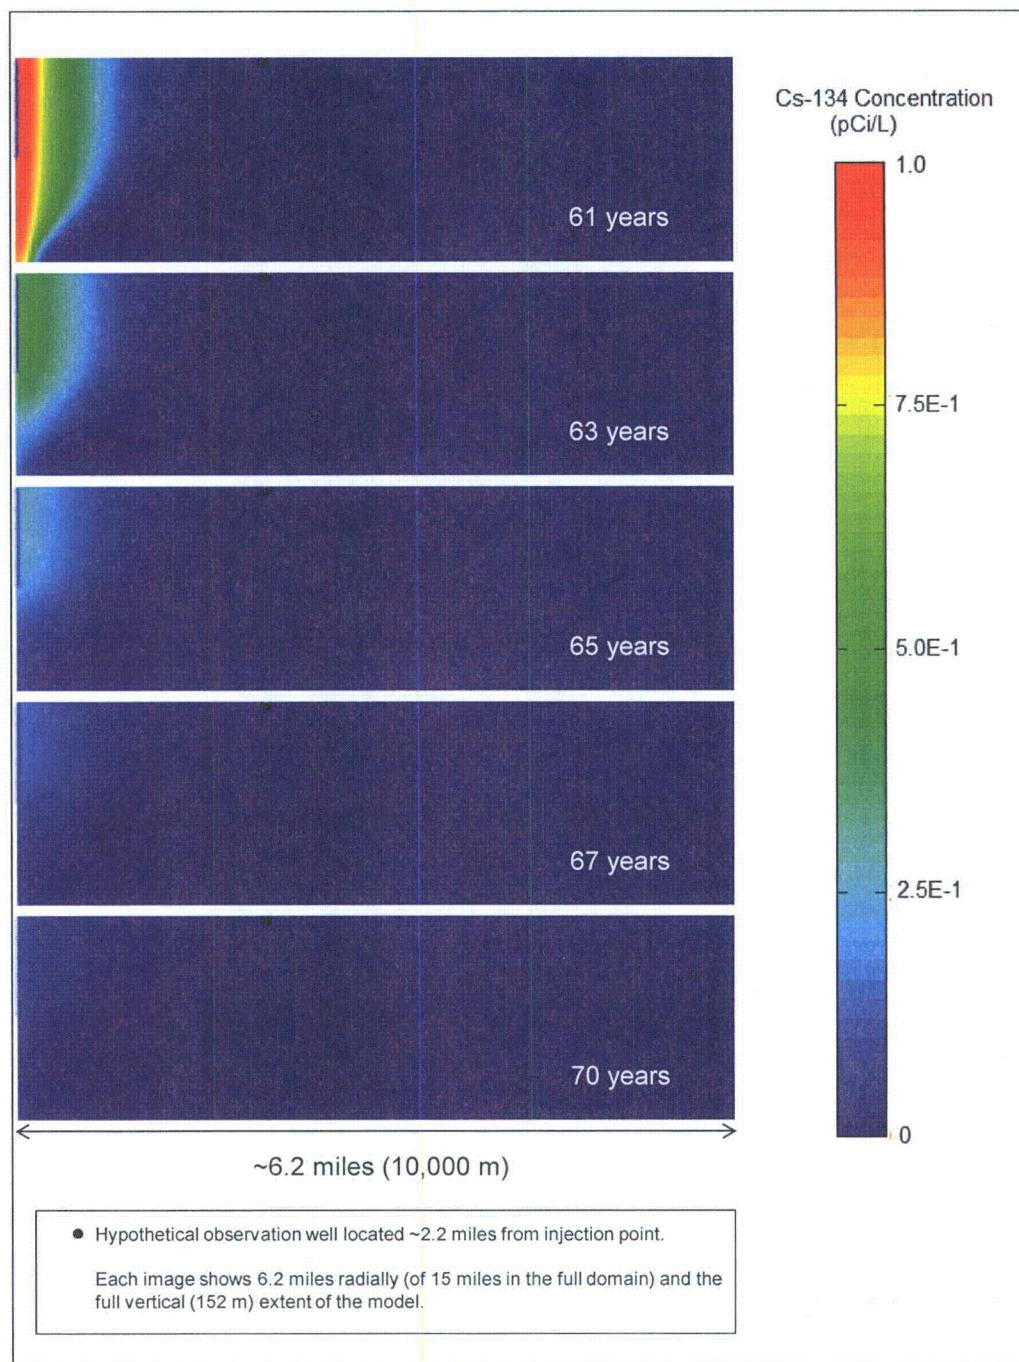 Cs-134 Concentration
(pCi/L)
1.0
61 years
7.5E-1
63 years
5.0E-1
65 years
2.5E-1
67 years
70 years
0
~6.2 miles (10,000 m)
● Hypothetical observation well located ~2.2 miles from injection point.
Each image shows 6.2 miles radially (of 15 miles in the full domain) and the
full vertical (152 m) extent of the model.